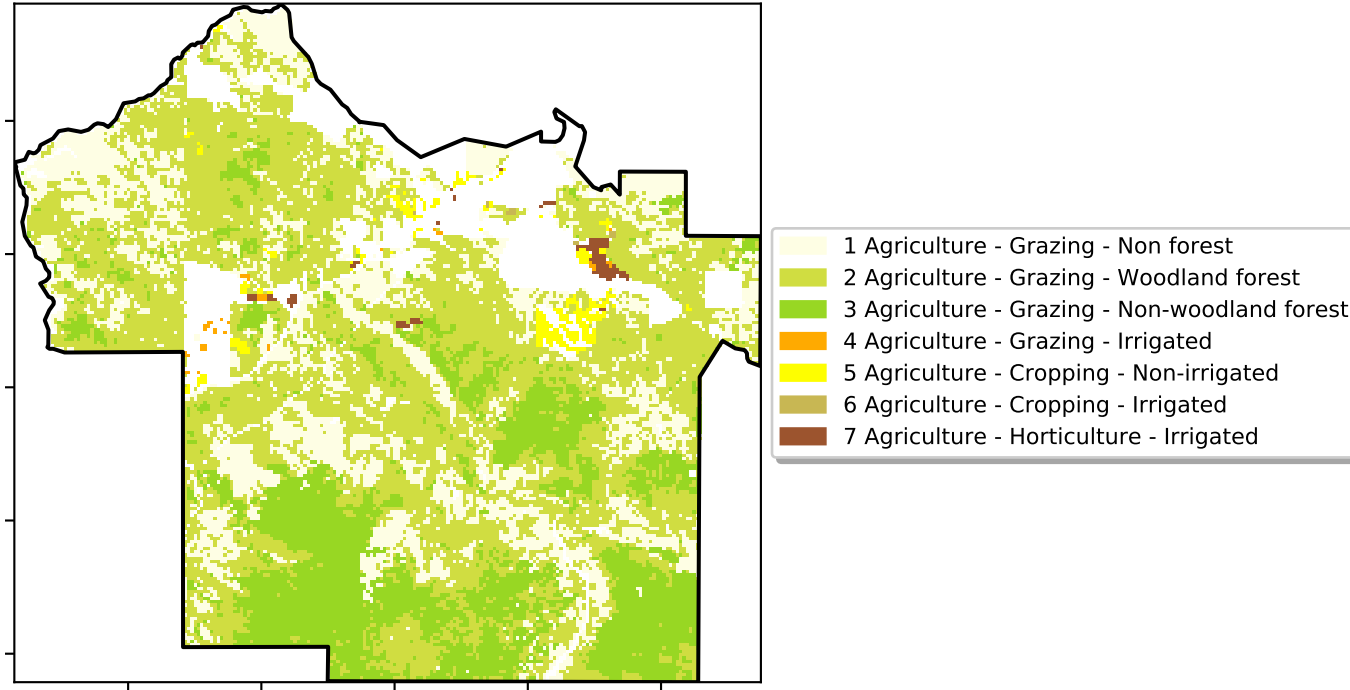 1 Agriculture - Grazing - Non forest
2 Agriculture - Grazing - Woodland forest
3 Agriculture - Grazing - Non-woodland forest
4 Agriculture - Grazing - Irrigated
5 Agriculture - Cropping - Non-irrigated
6 Agriculture - Cropping - Irrigated
7 Agriculture - Horticulture - Irrigated